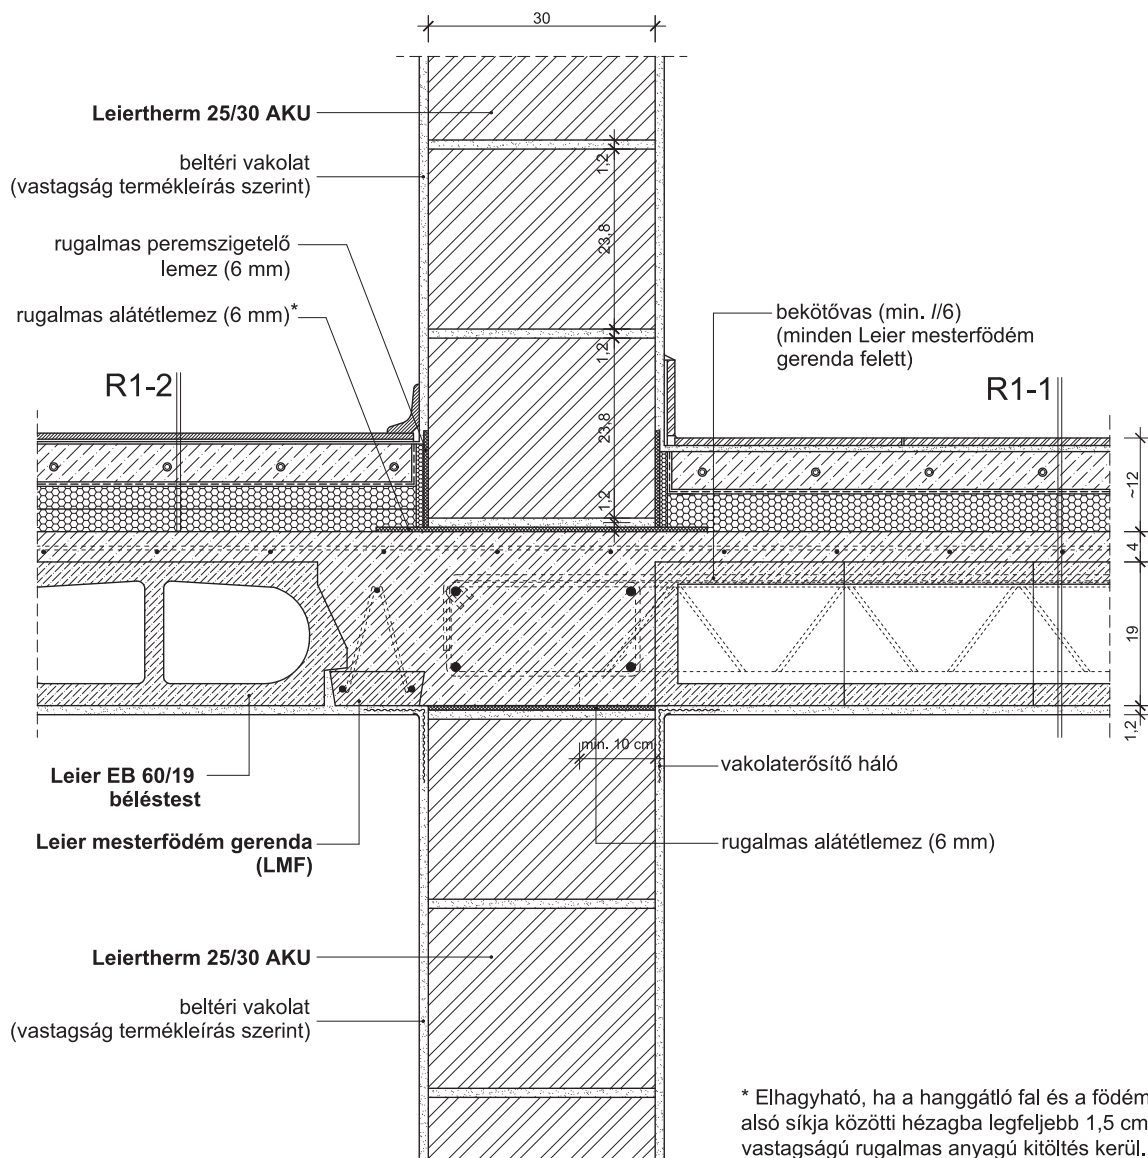 30
Leiertherm 25/30 AKU
beltéri vakolat
(vastagság termékleírás szerint)
1,2
rugalmas peremszigetelő
lemez (6 mm)
23,8
rugalmas alátétlemez (6 mm)*
bekötővas (min. l/6)
(minden Leier mesterfödém
gerenda felett)
1,2
R1-2
R1-1
23,8
~12
1,2
4
19
1,2
min. 10 cm
vakolaterősítő háló
Leier EB 60/19
béléstest
Leier mesterfödém gerenda
(LMF)
rugalmas alátétlemez (6 mm)
Leiertherm 25/30 AKU
beltéri vakolat
(vastagság termékleírás szerint)
* Elhagyható, ha a hanggátló fal és a födém
alsó síkja közötti hézagba legfeljebb 1,5 cm
vastagságú rugalmas anyagú kitöltés kerül.